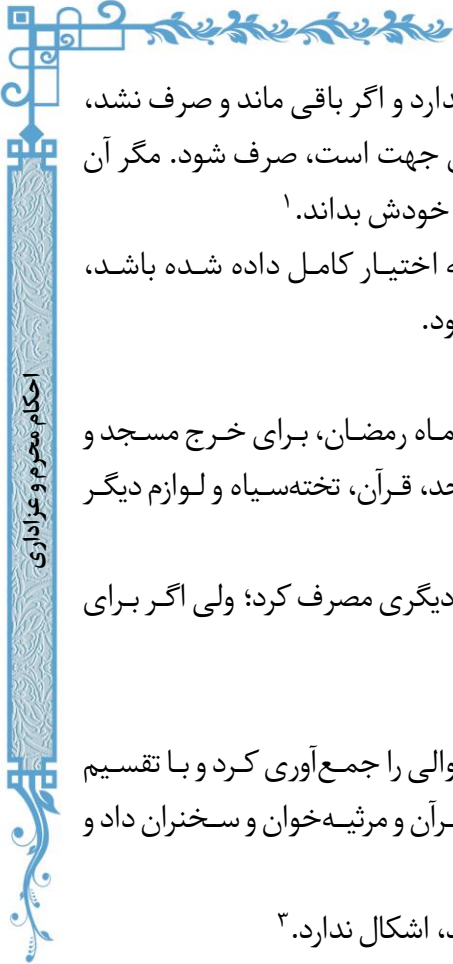 دارد و اگر باقی ماند و صرف نشد،
جهت است، صرف شود. مگر آن
خودش بداند.۱
ه اختیار کامل داده شده باشد،
ود.
ماه رمضان، برای خرج مسجد و
حد، قرآن، تخته‌سیاه و لوازم دیگر
دیگری مصرف کرد؛ ولی اگر برای
والی را جمع‌آوری کرد و با تقسیم
رآن و مرثیه‌خوان و سخنران داد و
د، اشکال ندارد.۳
احکام محرم و عزاداری